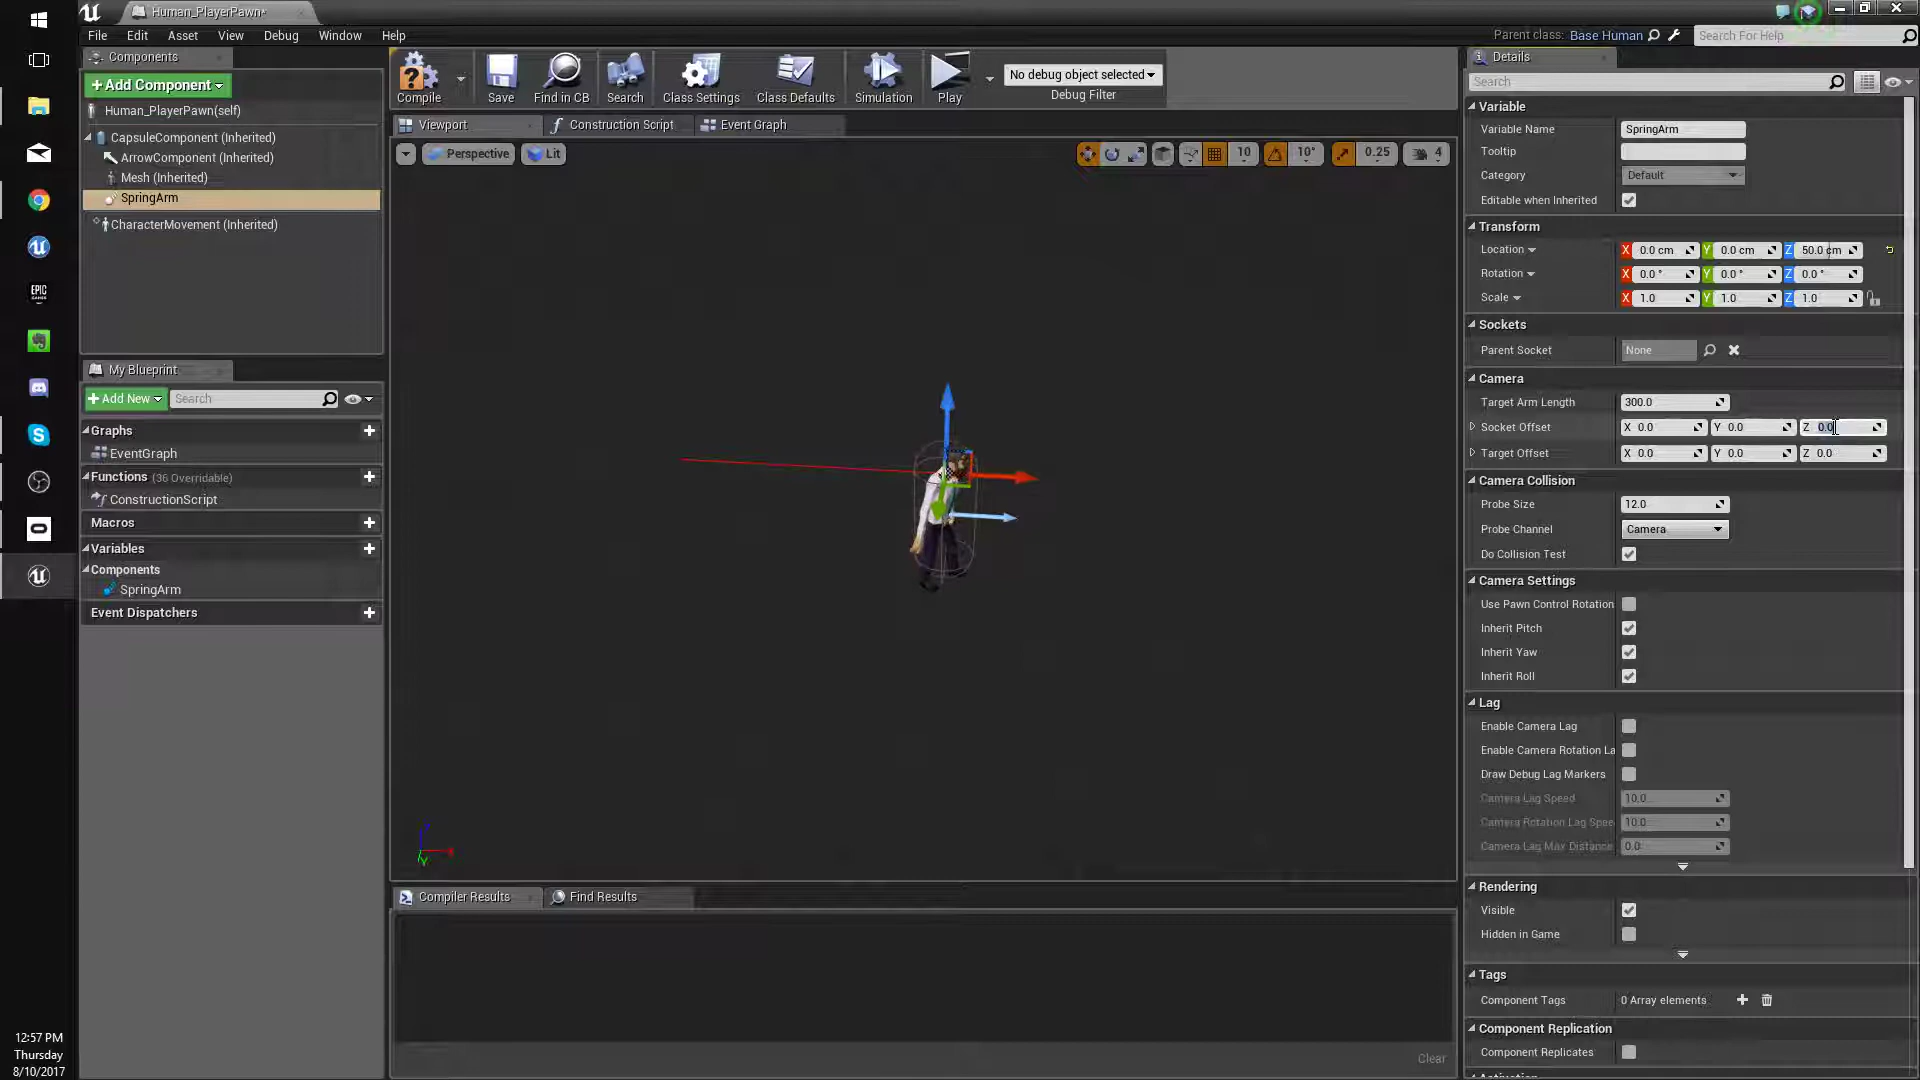 Human_PlayerPawn*
File Edit Asset View Debug Window Help
Parent class: Base Human
Search For Help
Components
Add Component
Human_PlayerPawn(self)
CapsuleComponent (Inherited)
ArrowComponent (Inherited)
Mesh (Inherited)
SpringArm
CharacterMovement (Inherited)
My Blueprint
Add New
Search
Graphs
EventGraph
Functions (36 Overridable)
ConstructionScript
Macros
Variables
Components
SpringArm
Event Dispatchers
Compile
Save
Find in CB
Search
Class Settings
Class Defaults
Simulation
Play
No debug object selected
Debug Filter
Viewport
Construction Script
Event Graph
Perspective
Lit
10
10°
0.25
4
Compiler Results
Find Results
Clear
Details
Search
Variable
Variable Name SpringArm
Tooltip
Category Default
Editable when Inherited
Transform
Location X 0.0 cm Y 0.0 cm Z 50.0 cm
Rotation X 0.0 ° Y 0.0 ° Z 0.0 °
Scale X 1.0 Y 1.0 Z 1.0
Sockets
Parent Socket None
Camera
Target Arm Length 300.0
Socket Offset X 0.0 Y 0.0 Z 0.0
Target Offset X 0.0 Y 0.0 Z 0.0
Camera Collision
Probe Size 12.0
Probe Channel Camera
Do Collision Test
Camera Settings
Use Pawn Control Rotation
Inherit Pitch
Inherit Yaw
Inherit Roll
Lag
Enable Camera Lag
Enable Camera Rotation La
Draw Debug Lag Markers
Camera Lag Speed 10.0
Camera Rotation Lag Spee 10.0
Camera Lag Max Distance 0.0
Rendering
Visible
Hidden in Game
Tags
Component Tags 0 Array elements
Component Replication
Component Replicates
EPIC
GAMES
12:57 PM
Thursday
8/10/2017